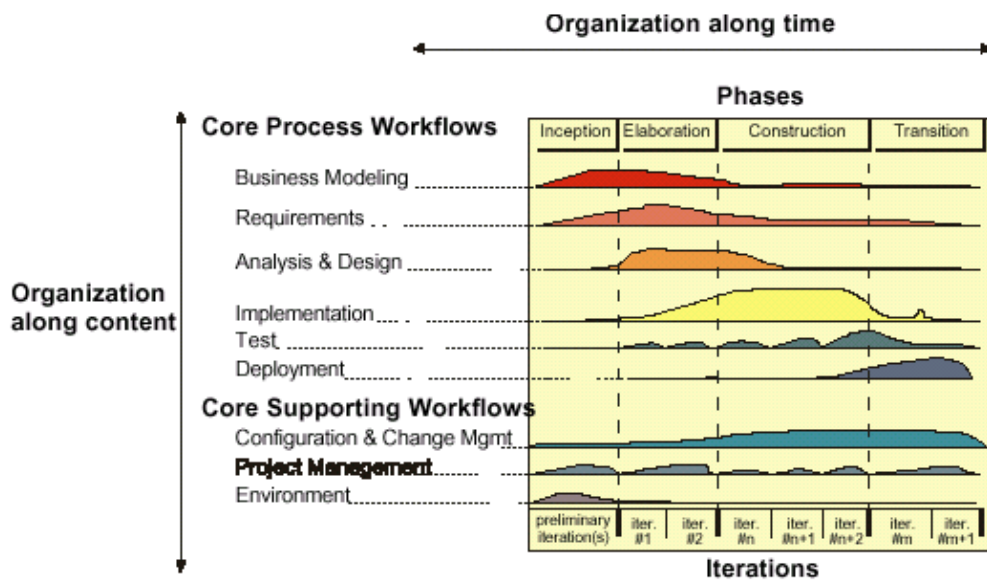 Organization along time
Phases
Core Process Workflows
Inception Elaboration Construction Transition
Business Modeling
Requirements
Analysis & Design
Organization
along content
Implementation
Test
Deployment
Core Supporting Workflows
Configuration & Change Mgmt
Project Management
Environment
preliminary iteration(s)
iter. #1
iter. #2
iter. #n
iter. #n+1
iter. #n+2
iter. #m
iter. #m+1
Iterations